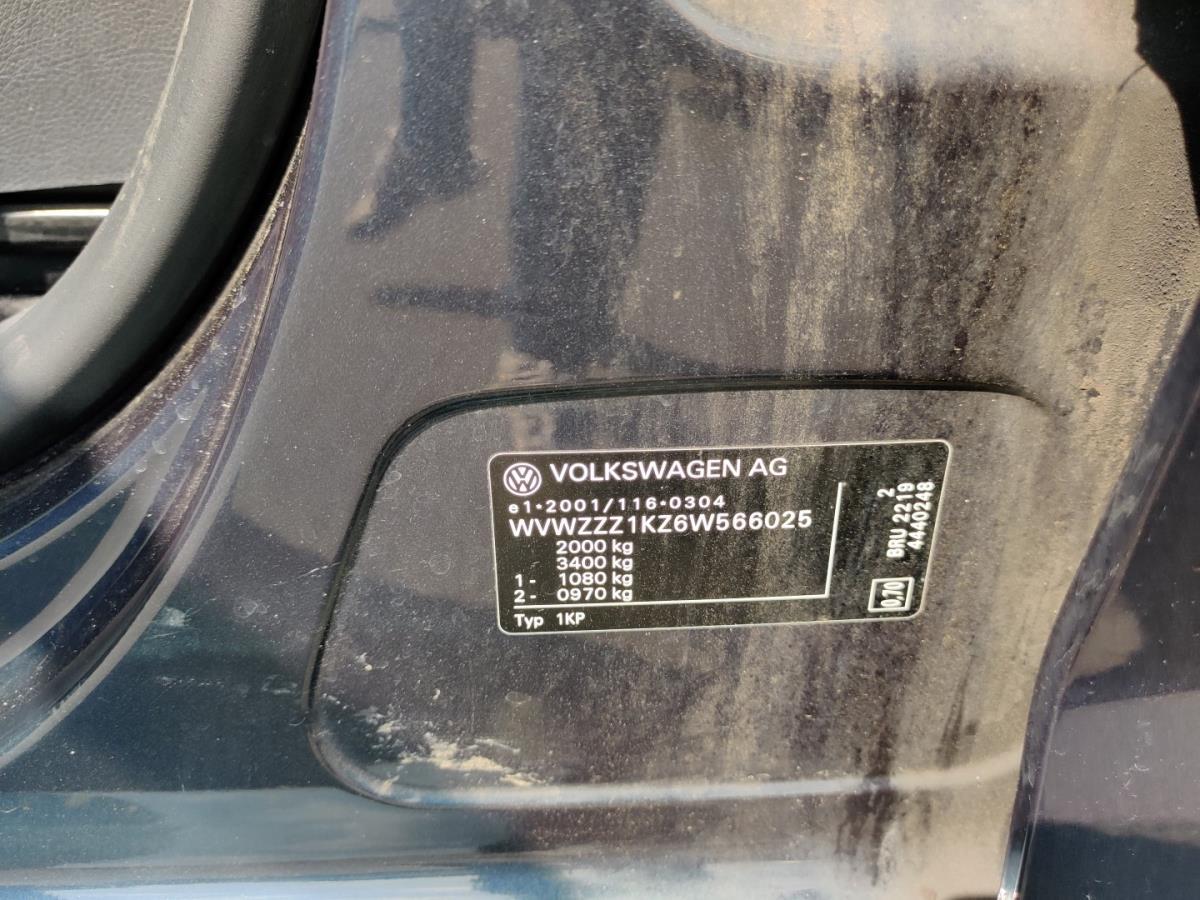 VOLKSWAGEN AG
e1*2001/116*0304
WVWZZZ1KZ6W566025
2000 kg
3400 kg
1- 1080 kg
2- 0970 kg
Typ 1KP
2
BRU 2219
4440248
0,70